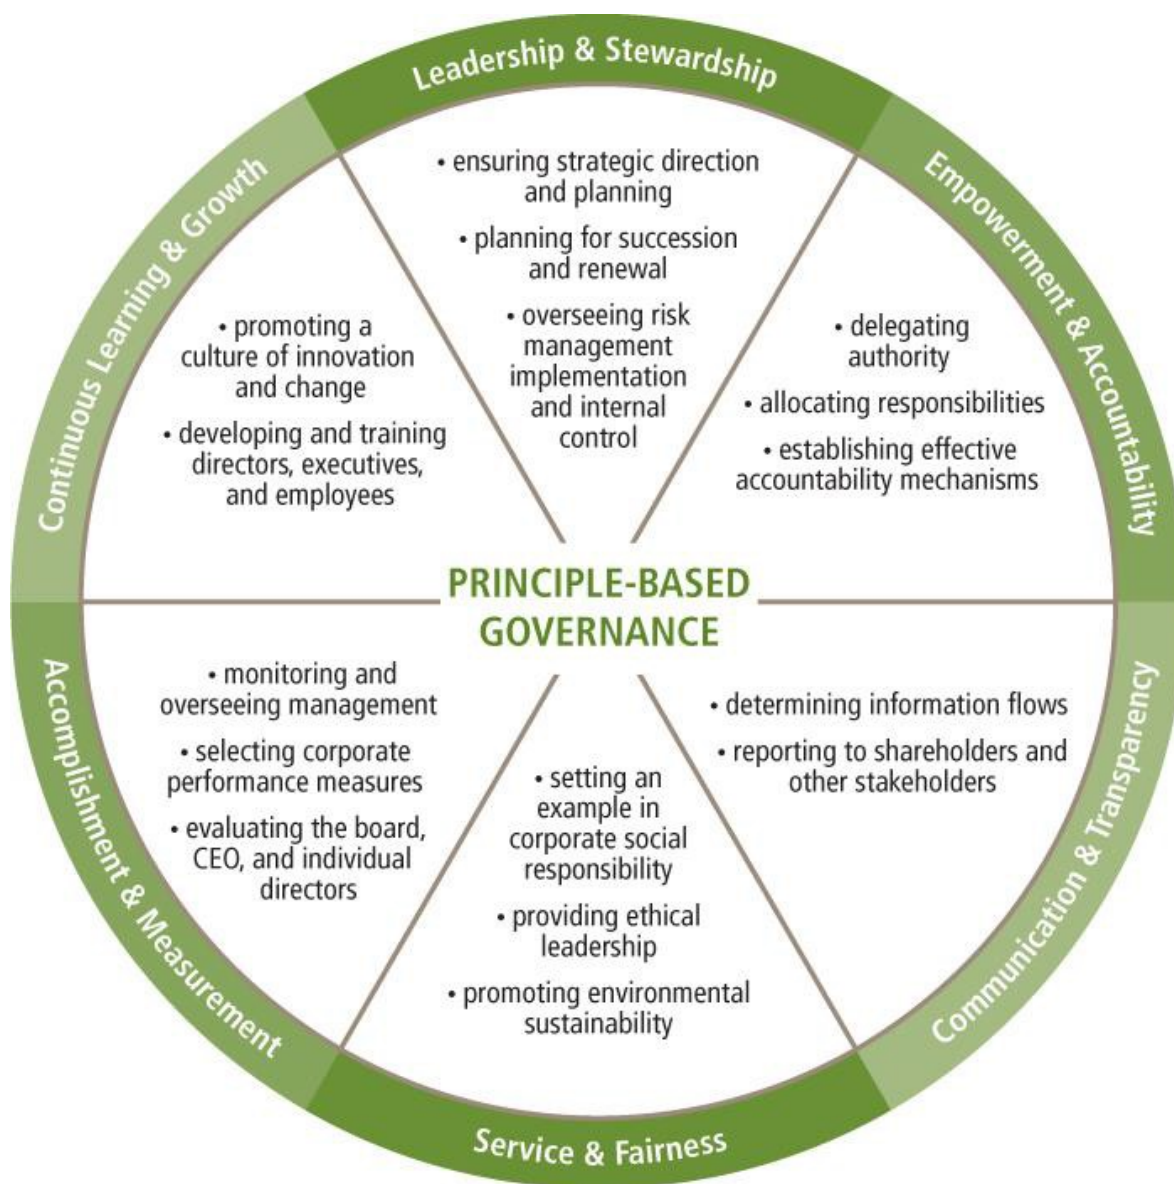 Leadership & Stewardship
• ensuring strategic direction
and planning
• planning for succession
and renewal
• overseeing risk
management
implementation
and internal
control
Empowerment & Accountability
• delegating
authority
• allocating responsibilities
• establishing effective
accountability mechanisms
Communication & Transparency
• determining information flows
• reporting to shareholders and
other stakeholders
Service & Fairness
• setting an
example in
corporate social
responsibility
• providing ethical
leadership
• promoting environmental
sustainability
Accomplishment & Measurement
• monitoring and
overseeing management
• selecting corporate
performance measures
• evaluating the board,
CEO, and individual
directors
Continuous Learning & Growth
• promoting a
culture of innovation
and change
• developing and training
directors, executives,
and employees
PRINCIPLE-BASED
GOVERNANCE